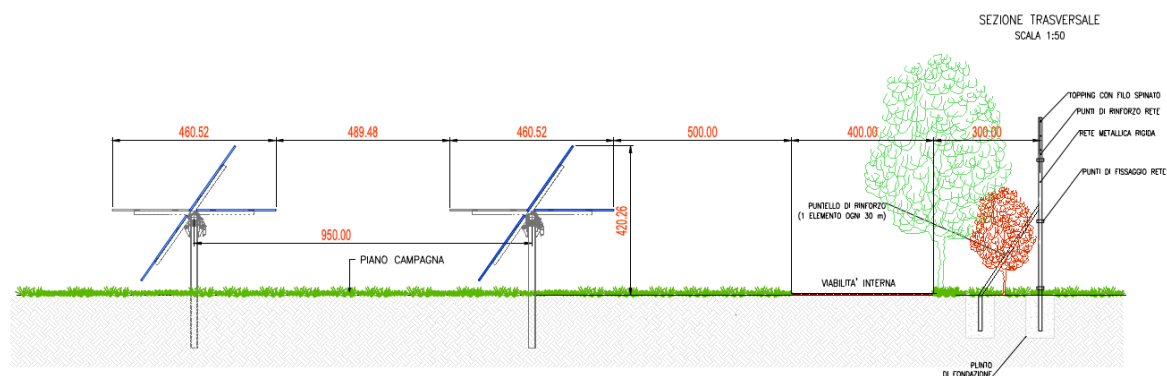 SEZIONE TRASVERSALE
SCALA 1:50
TOPPING CON FILO SPINATO
PUNTI DI RINFORZO RETE
RETE METALLICA RIGIDA
PUNTI DI FISSAGGIO RETE
460.52
489.48
460.52
500.00
400.00
300.00
420.26
950.00
PUNTELLO DI RINFORZO
(1 ELEMENTO OGNI 30 m)
PIANO CAMPAGNA
VIABILITA' INTERNA
PLINTO
DI FONDAZIONE